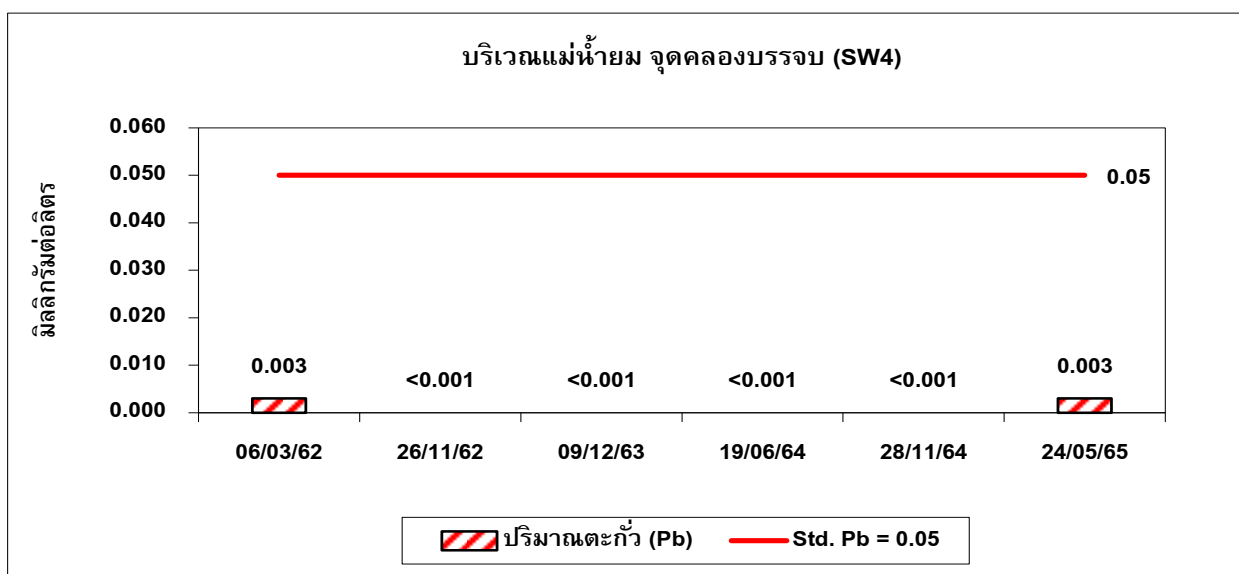 บริเวณแม่น้ำยม จุดคลองบรรจบ (SW4)
มิลลิกรัมต่อลิตร
0.060
0.050
0.040
0.030
0.020
0.010
0.000
0.05
0.003 <0.001 <0.001 <0.001 <0.001 0.003
06/03/62 26/11/62 09/12/63 19/06/64 28/11/64 24/05/65
ปริมาณตะกั่ว (Pb) Std. Pb = 0.05